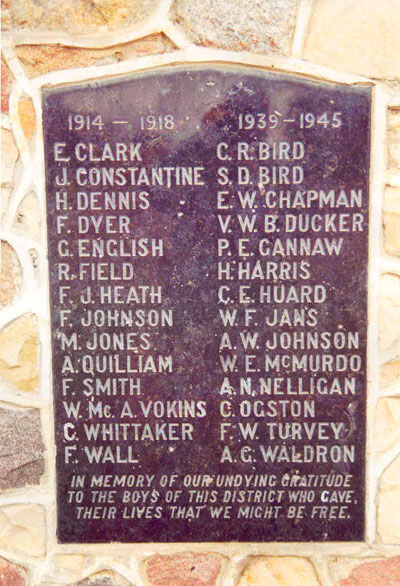 1914 — 1918 1939 – 1945
E. CLARK C. R. BIRD
J. CONSTANTINE S. D. BIRD
H. DENNIS E. W. CHAPMAN
F. DYER V. W. B. DUCKER
G. ENGLISH P. E. GANNAW
R. FIELD H. HARRIS
F. J. HEATH C. E. HUARD
F. JOHNSON W. F. JANS
M. JONES A. W. JOHNSON
A. QUILLIAM W. E. McMURDO
F. SMITH A. N. NELLIGAN
W. Mc. A. VOKINS C. OGSTON
C. WHITTAKER F. W. TURVEY
F. WALL A. G. WALDRON
IN MEMORY OF OUR UNDYING GRATITUDE
TO THE BOYS OF THIS DISTRICT WHO GAVE,
THEIR LIVES THAT WE MIGHT BE FREE.